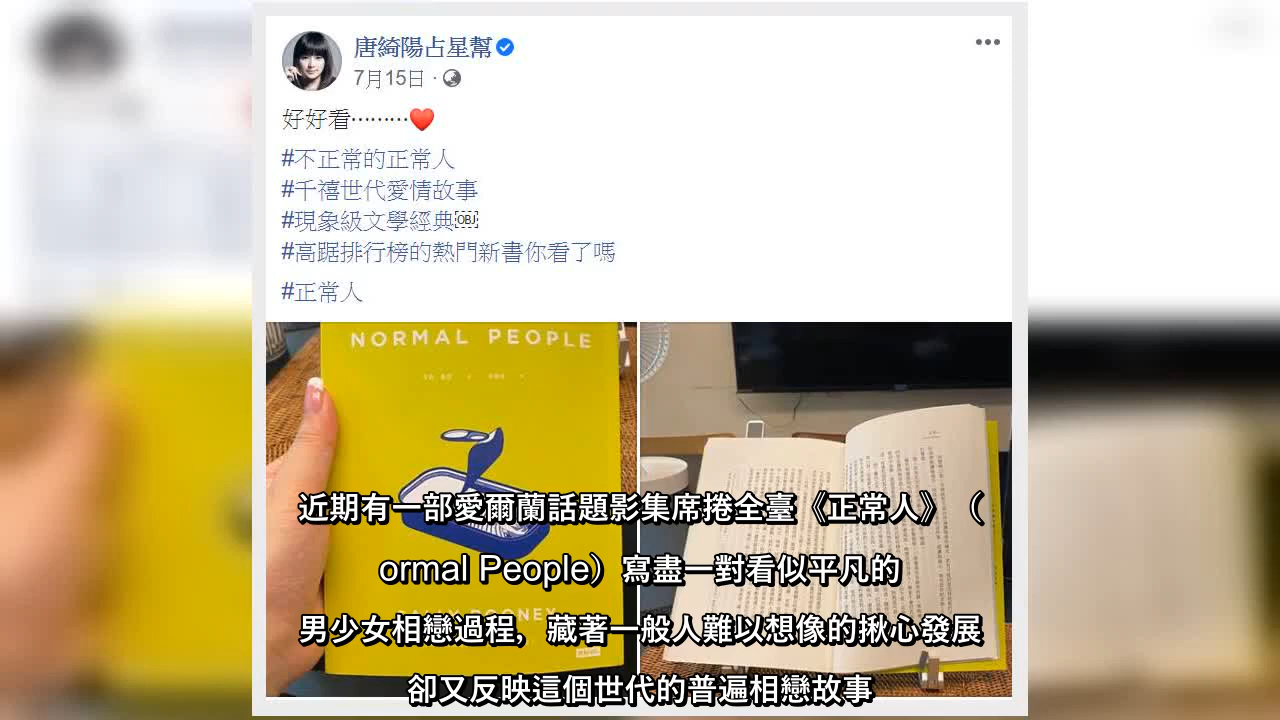 唐綺陽占星幫
7月15日
好好看………❤️
#不正常的正常人
#千禧世代愛情故事
#現象級文學經典OBJ
#高踞排行榜的熱門新書你看了嗎
#正常人
NORMAL PEOPLE
SALLY ROONEY
近期有一部愛爾蘭話題影集席捲全臺《正常人》（
ormal People）寫盡一對看似平凡的
男少女相戀過程，藏著一般人難以想像的揪心發展
卻又反映這個世代的普遍相戀故事